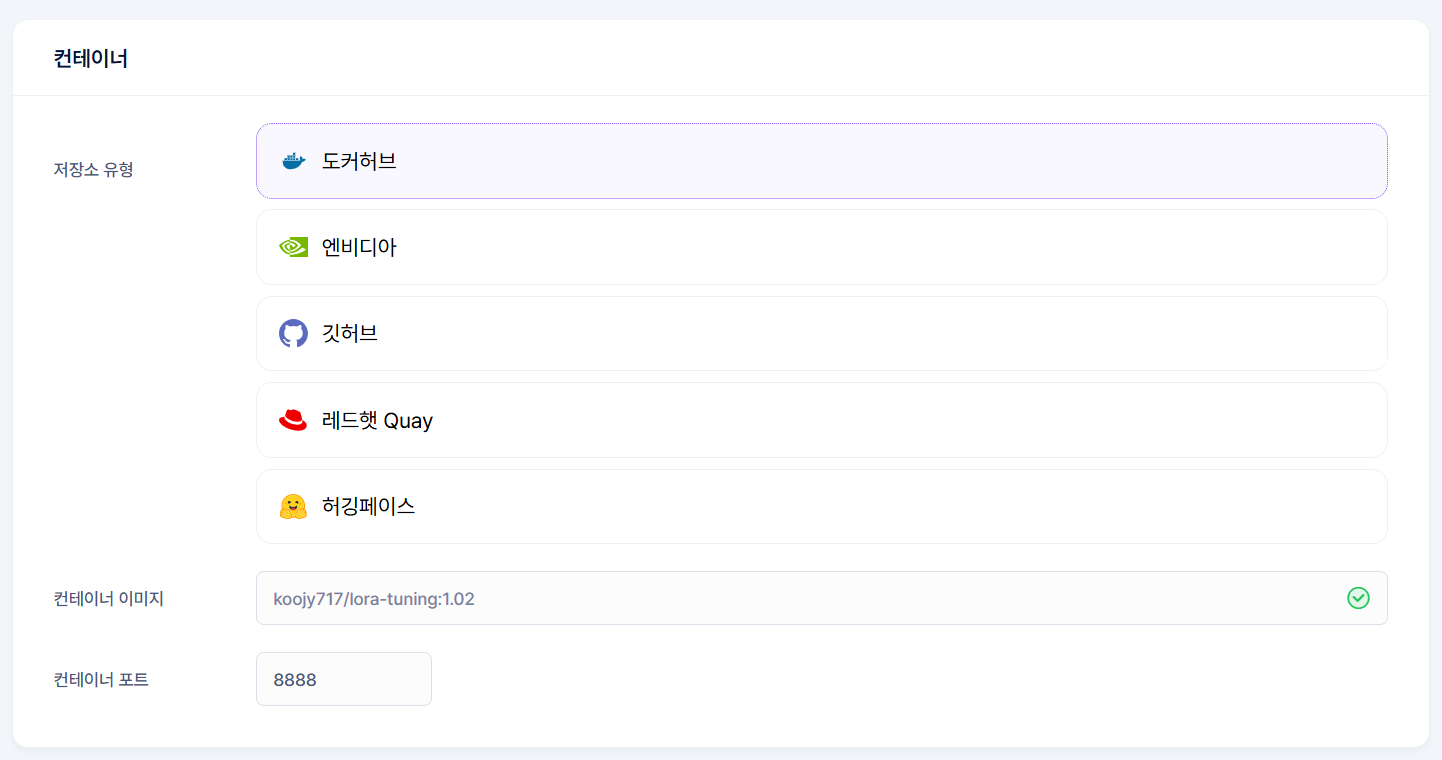 컨테이너
저장소 유형
도커허브
엔비디아
깃허브
레드햇 Quay
허깅페이스
컨테이너 이미지
koojy717/lora-tuning:1.02
컨테이너 포트
8888